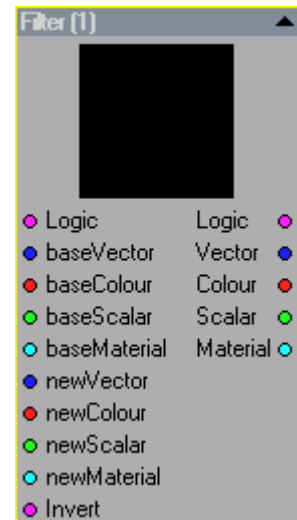 Filter (1)
Logic Logic
baseVector Vector
baseColour Colour
baseScalar Scalar
baseMaterial Material
newVector
newColour
newScalar
newMaterial
Invert